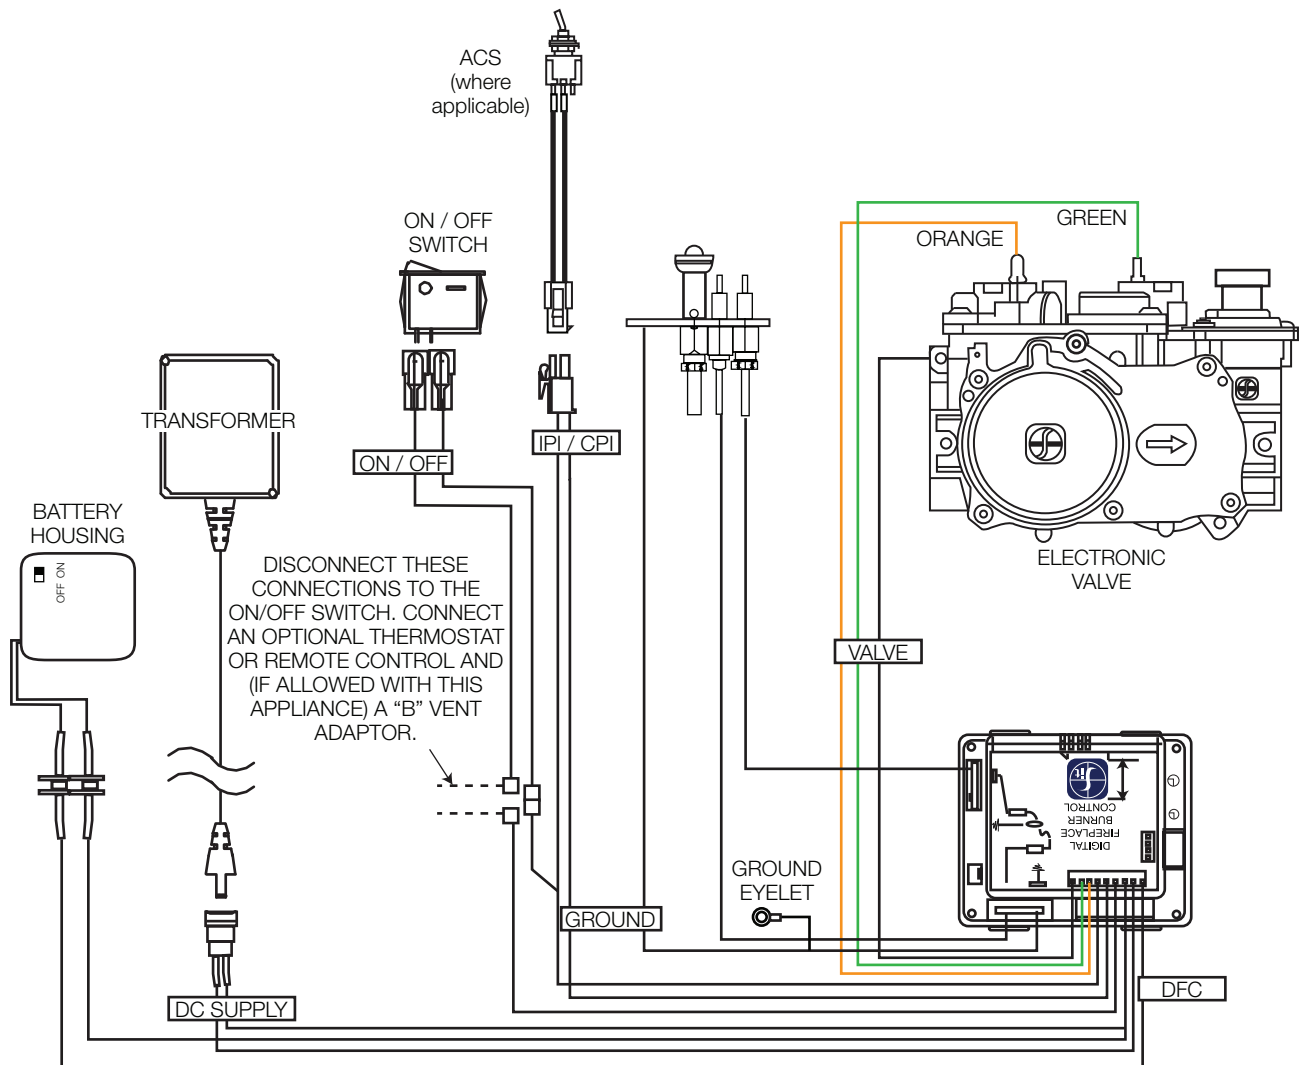 ACS
(where
applicable)
ON / OFF
SWITCH
GREEN
ORANGE
TRANSFORMER
ON / OFF
IPI / CPI
BATTERY
HOUSING
OFF ON
DISCONNECT THESE
CONNECTIONS TO THE
ON/OFF SWITCH. CONNECT
AN OPTIONAL THERMOSTAT
OR REMOTE CONTROL AND
(IF ALLOWED WITH THIS
APPLIANCE) A “B” VENT
ADAPTOR.
ELECTRONIC
VALVE
VALVE
DIGITAL
FIREPLACE
BURNER
CONTROL
GROUND
EYELET
GROUND
DC SUPPLY
DFC